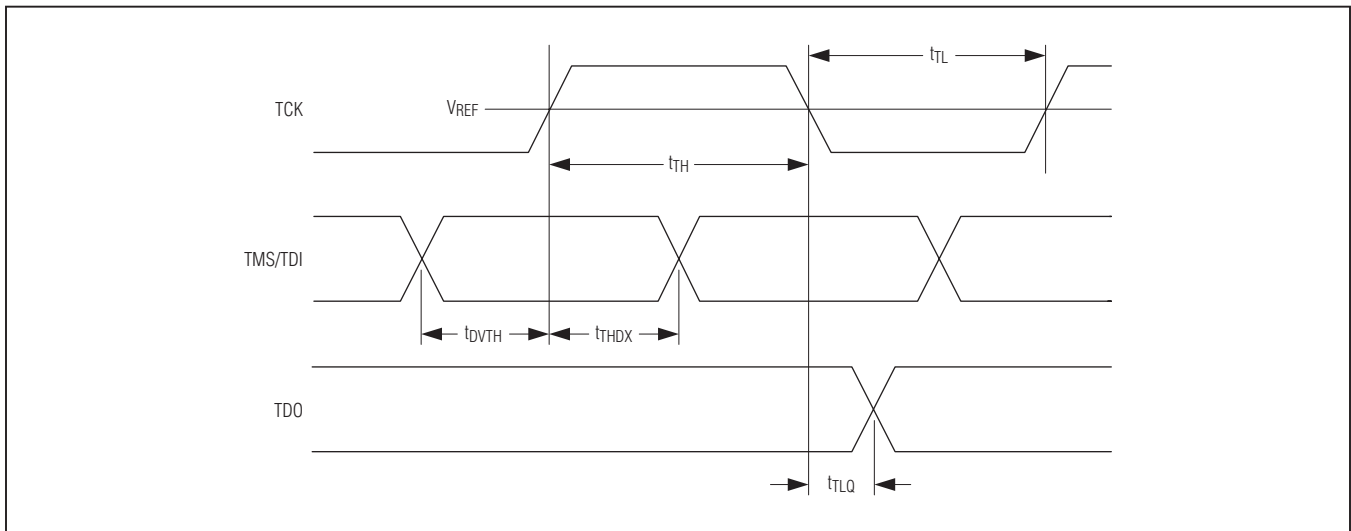 tTL
TCK
VREF
tTH
TMS/TDI
tDVTH
tTHDX
TDO
tTLQ